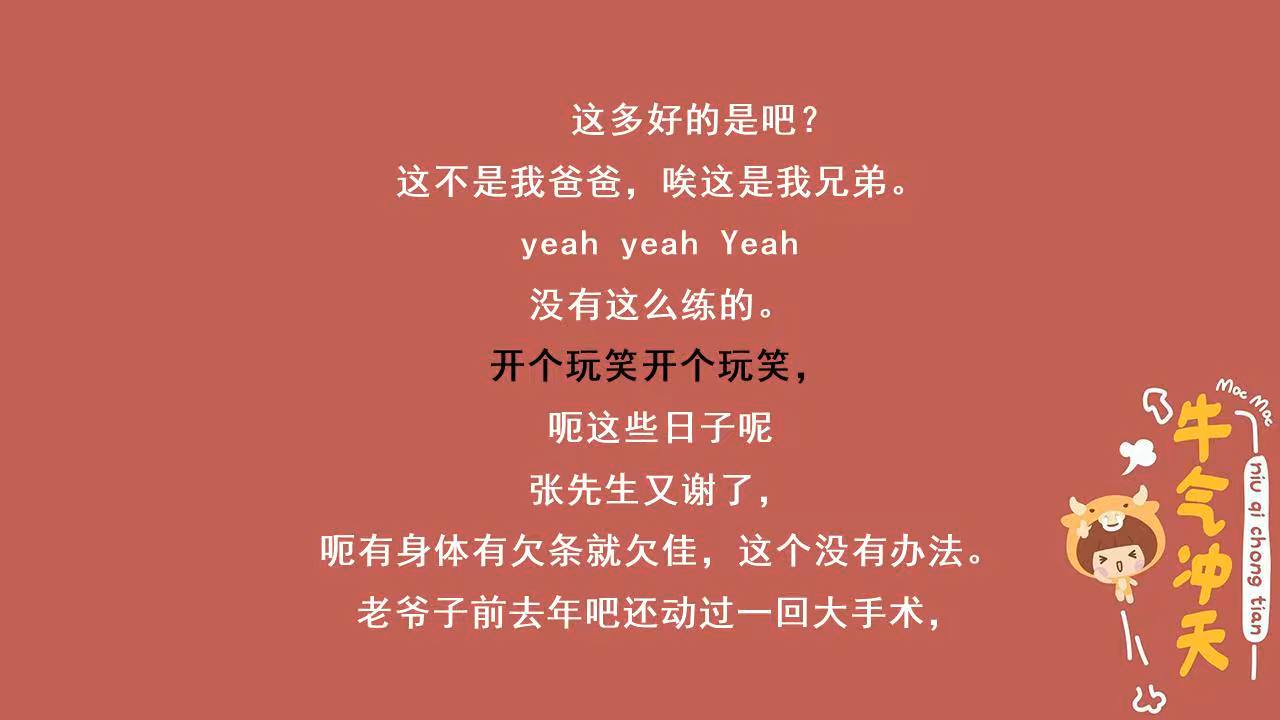 这多好的是吧？
这不是我爸爸，唉这是我兄弟。
yeah yeah Yeah
没有这么练的。
开个玩笑开个玩笑，
呃这些日子呢
张先生又谢了，
呃有身体有欠条就欠佳，这个没有办法。
老爷子前去年吧还动过一回大手术，
Moc Moc
牛气冲天
niu qi chong tian